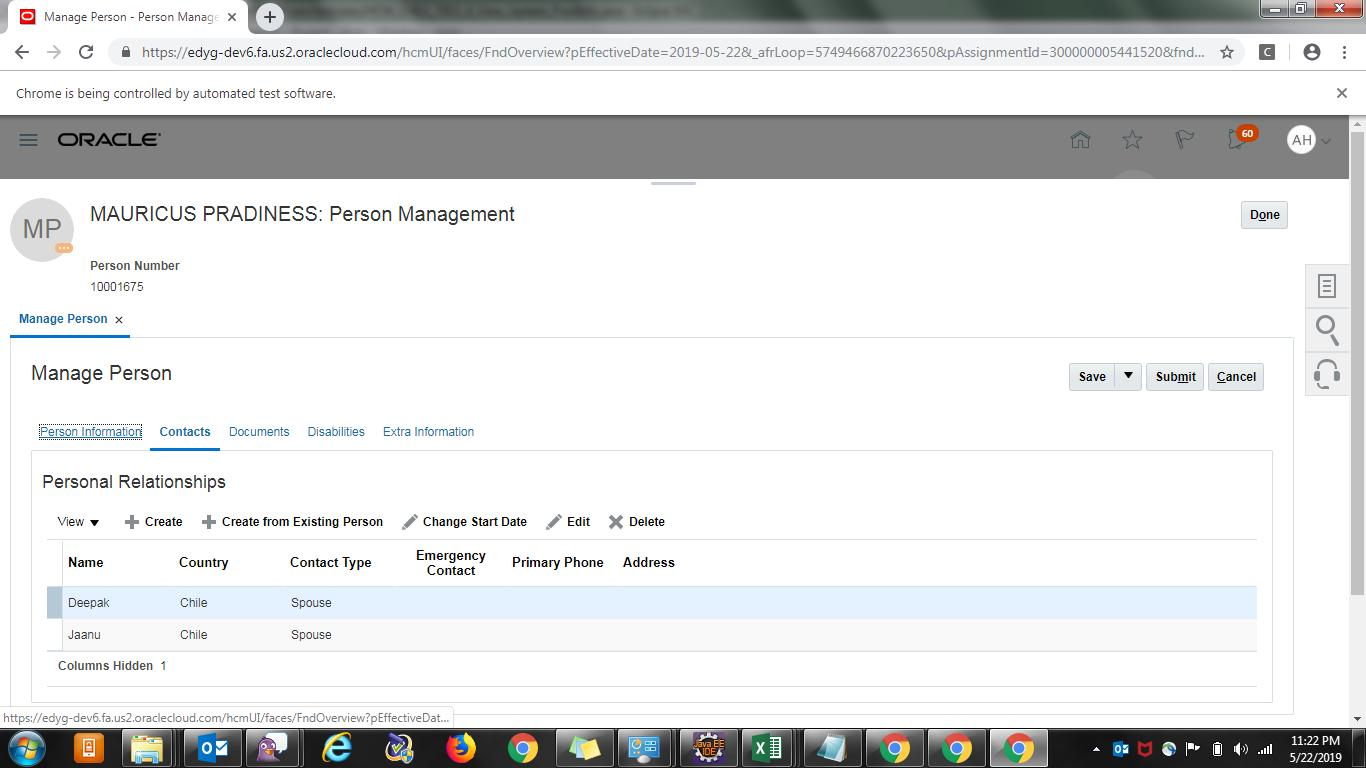 Manage Person - Person Manage
https://edyg-dev6.fa.us2.oraclecloud.com/hcmUI/faces/FndOverview?pEffectiveDate=2019-05-22&_afrLoop=5749466870223650&pAssignmentId=300000005441520&fnd...
C
Chrome is being controlled by automated test software.
ORACLE
60
AH
MP
MAURICUS PRADINESS: Person Management
Done
Person Number
10001675
Manage Person
Manage Person
Save
Submit
Cancel
Person Information
Contacts
Documents
Disabilities
Extra Information
Personal Relationships
View
Create
Create from Existing Person
Change Start Date
Edit
Delete
Name
Country
Contact Type
Emergency
Contact
Primary Phone
Address
Deepak
Chile
Spouse
Jaanu
Chile
Spouse
Columns Hidden 1
https://edyg-dev6.fa.us2.oraclecloud.com/hcmUI/faces/FndOverview?pEffectiveDat...
Java EE
IDE
11:22 PM
5/22/2019